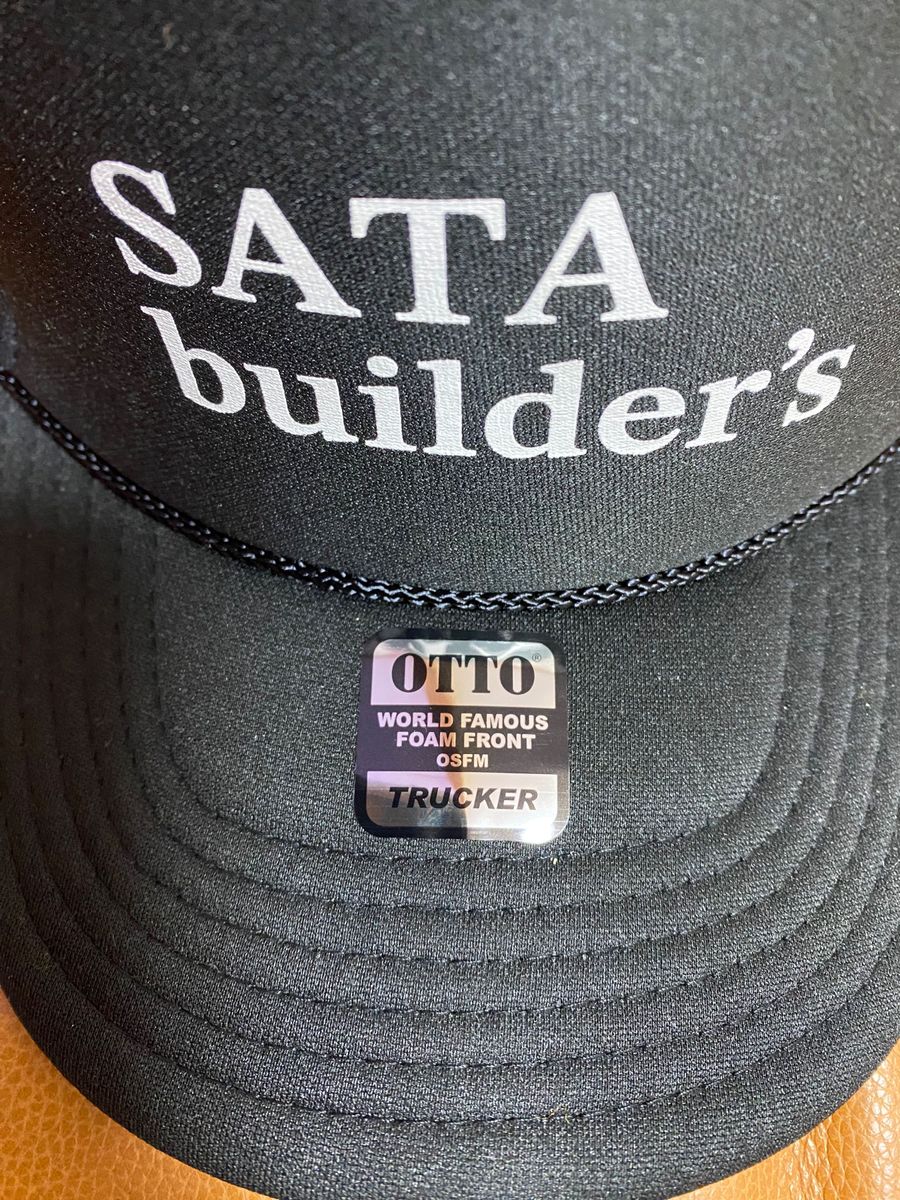 SATA
builder's
OTTO®
WORLD FAMOUS
FOAM FRONT
OSFM
TRUCKER